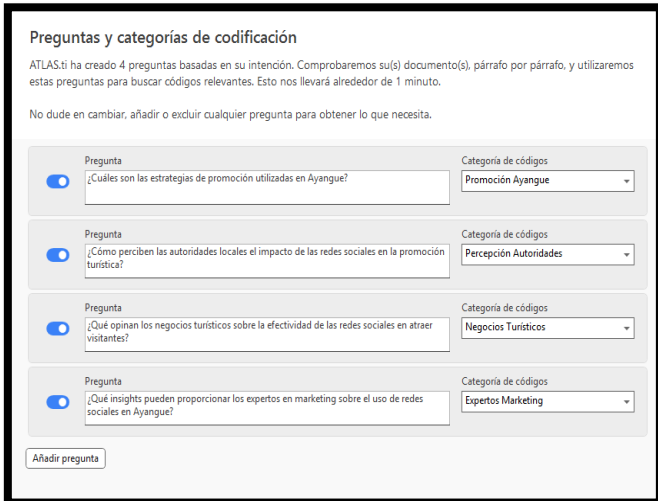 Preguntas y categorías de codificación
ATLAS.ti ha creado 4 preguntas basadas en su intención. Comprobaremos su(s) documento(s), párrafo por párrafo, y utilizaremos
estas preguntas para buscar códigos relevantes. Esto nos llevará alrededor de 1 minuto.
No dude en cambiar, añadir o excluir cualquier pregunta para obtener lo que necesita.
Pregunta
Categoría de códigos
¿Cuáles son las estrategias de promoción utilizadas en Ayangue?
Promoción Ayangue
Pregunta
Categoría de códigos
¿Cómo perciben las autoridades locales el impacto de las redes sociales en la promoción
turística?
Percepción Autoridades
Pregunta
Categoría de códigos
¿Qué opinan los negocios turísticos sobre la efectividad de las redes sociales en atraer
visitantes?
Negocios Turísticos
Pregunta
Categoría de códigos
¿Qué insights pueden proporcionar los expertos en marketing sobre el uso de redes
sociales en Ayangue?
Expertos Marketing
Añadir pregunta